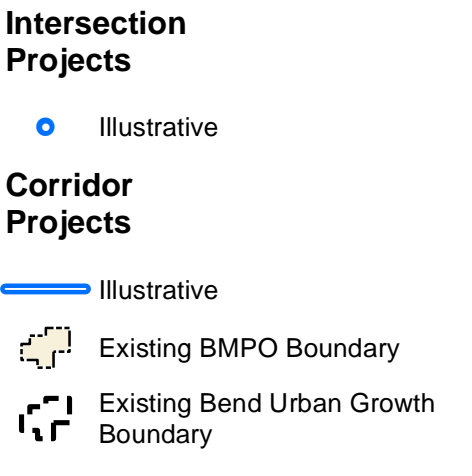 Intersection
Projects
Illustrative
Corridor
Projects
Illustrative
Existing BMPO Boundary
Existing Bend Urban Growth
Boundary